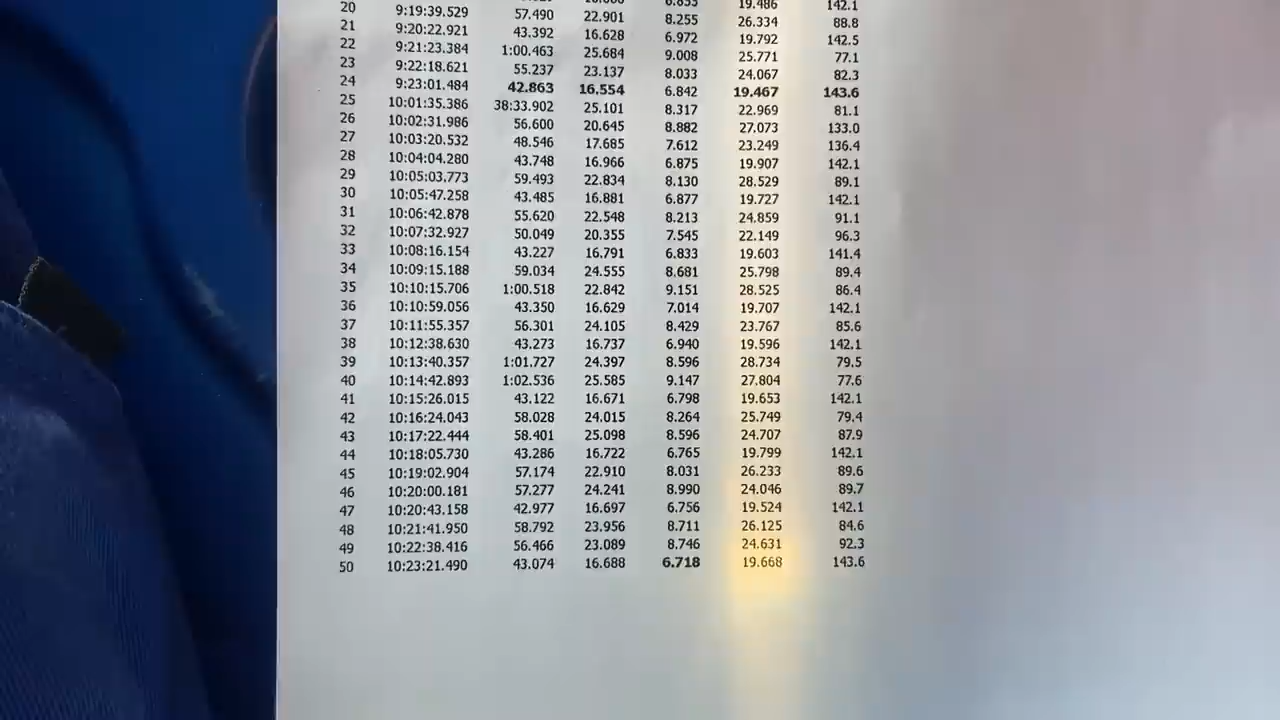 20 9:19:39.529 57.490 22.901 8.255 19.486 142.1
21 9:20:22.921 43.392 16.628 6.972 26.334 88.8
22 9:21:23.384 1:00.463 25.684 9.008 19.792 142.5
23 9:22:18.621 55.237 23.137 8.033 25.771 77.1
24 9:23:01.484 42.863 16.554 6.842 24.067 82.3
25 10:01:35.386 38:33.902 25.101 8.317 19.467 143.6
26 10:02:31.986 56.600 20.645 8.882 22.969 81.1
27 10:03:20.532 48.546 17.685 7.612 27.073 133.0
28 10:04:04.280 43.748 16.966 6.875 23.249 136.4
29 10:05:03.773 59.493 22.834 8.130 19.907 142.1
30 10:05:47.258 43.485 16.881 6.877 28.529 89.1
31 10:06:42.878 55.620 22.548 8.213 19.727 142.1
32 10:07:32.927 50.049 20.355 7.545 24.859 91.1
33 10:08:16.154 43.227 16.791 6.833 22.149 96.3
34 10:09:15.188 59.034 24.555 8.681 19.603 141.4
35 10:10:15.706 1:00.518 22.842 9.151 25.798 89.4
36 10:10:59.056 43.350 16.629 7.014 28.525 86.4
37 10:11:55.357 56.301 24.105 8.429 19.707 142.1
38 10:12:38.630 43.273 16.737 6.940 23.767 85.6
39 10:13:40.357 1:01.727 24.397 8.596 19.596 142.1
40 10:14:42.893 1:02.536 25.585 9.147 28.734 79.5
41 10:15:26.015 43.122 16.671 6.798 27.804 77.6
42 10:16:24.043 58.028 24.015 8.264 19.653 142.1
43 10:17:22.444 58.401 25.098 8.596 25.749 79.4
44 10:18:05.730 43.286 16.722 6.765 24.707 87.9
45 10:19:02.904 57.174 22.910 8.031 19.799 142.1
46 10:20:00.181 57.277 24.241 8.990 26.233 89.6
47 10:20:43.158 42.977 16.697 6.756 24.046 89.7
48 10:21:41.950 58.792 23.956 8.711 19.524 142.1
49 10:22:38.416 56.466 23.089 8.746 26.125 84.6
50 10:23:21.490 43.074 16.688 6.718 24.631 92.3
19.668 143.6